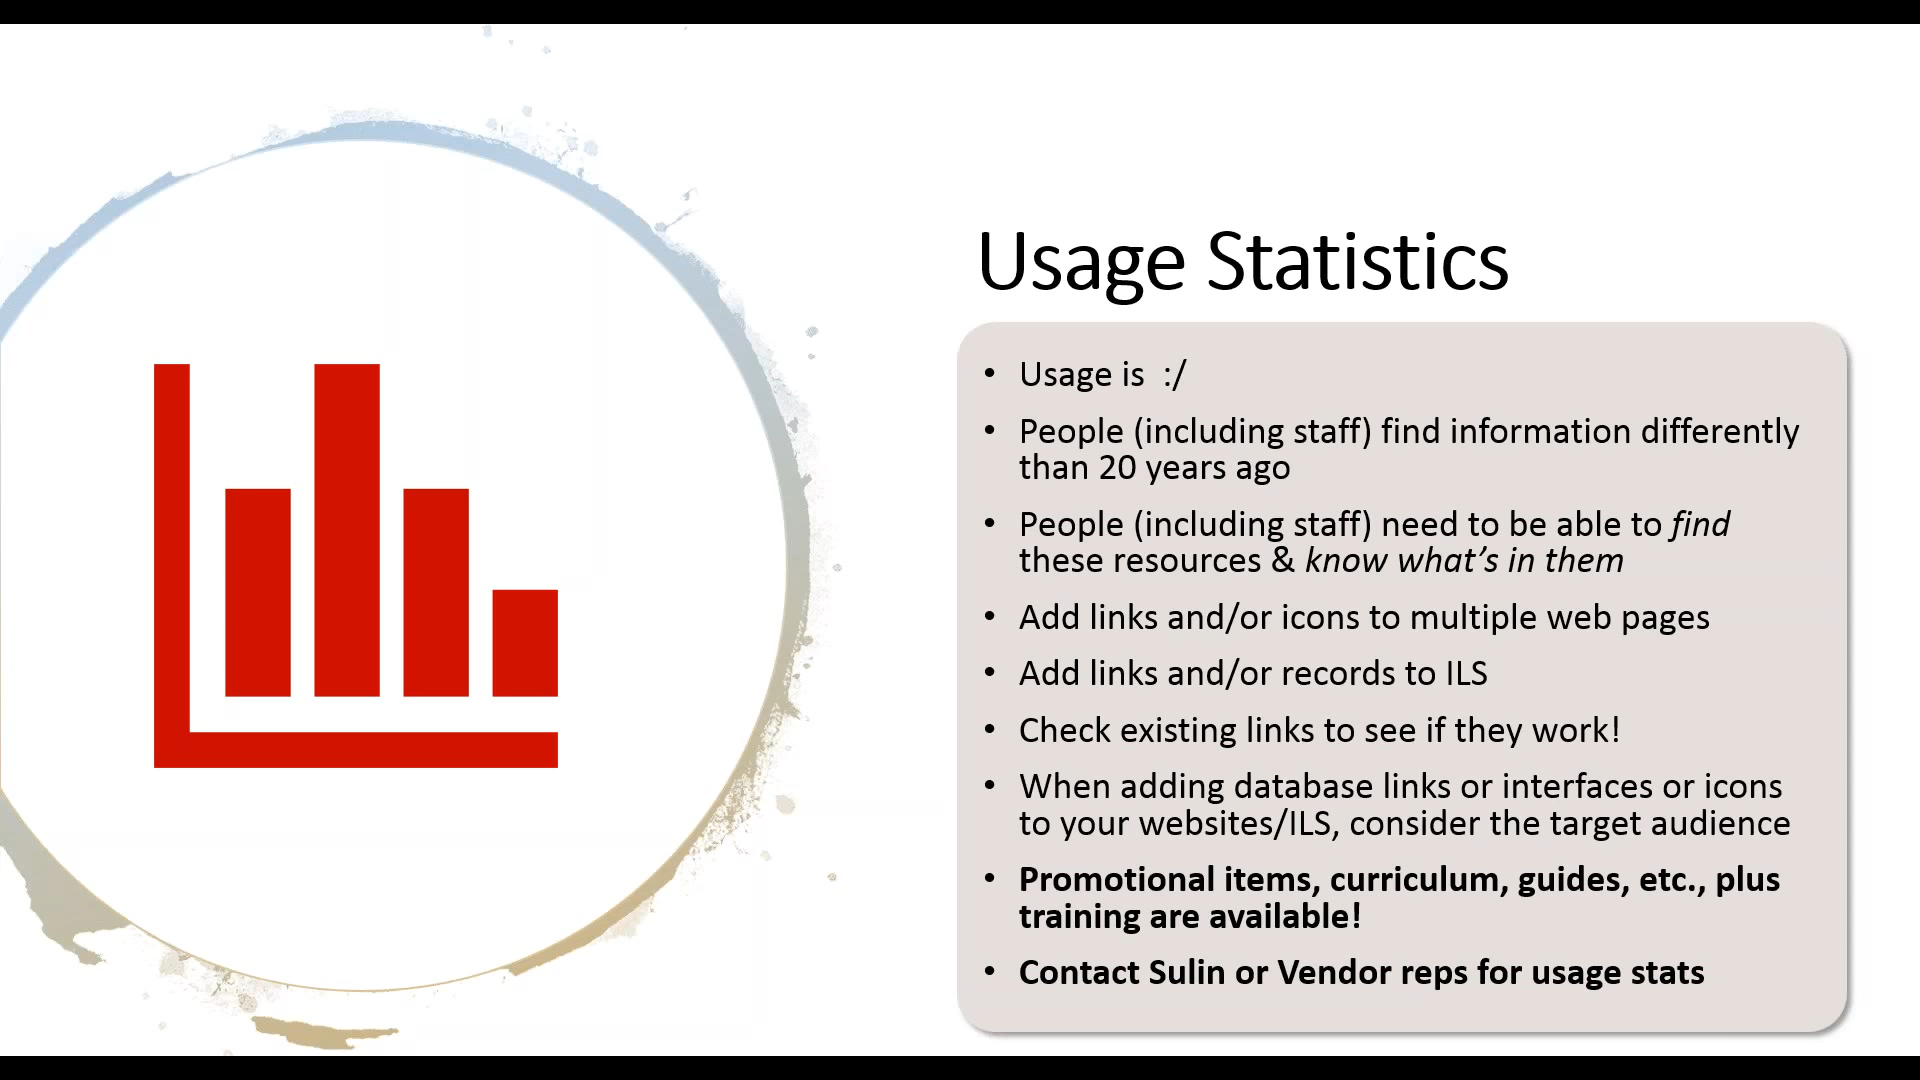 Usage Statistics
• Usage is  :/
• People (including staff) find information differently
than 20 years ago
• People (including staff) need to be able to find
these resources & know what’s in them
• Add links and/or icons to multiple web pages
• Add links and/or records to ILS
• Check existing links to see if they work!
• When adding database links or interfaces or icons
to your websites/ILS, consider the target audience
• Promotional items, curriculum, guides, etc., plus
training are available!
• Contact Sulin or Vendor reps for usage stats